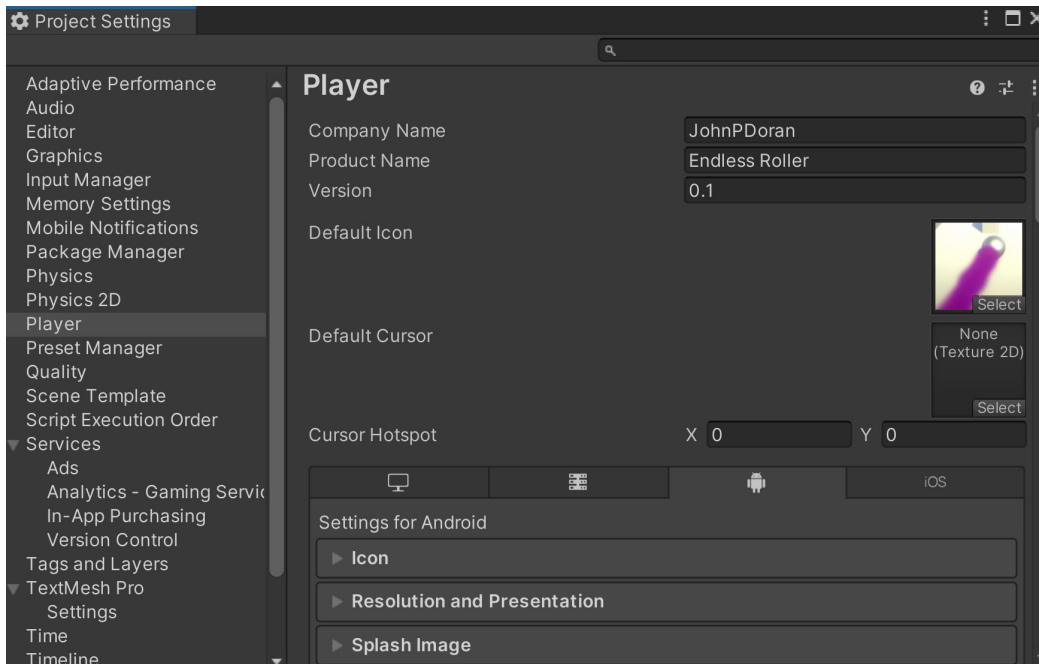 Project Settings
Adaptive Performance
Audio
Editor
Graphics
Input Manager
Memory Settings
Mobile Notifications
Package Manager
Physics
Physics 2D
Player
Preset Manager
Quality
Scene Template
Script Execution Order
Services
Ads
Analytics - Gaming Servic
In-App Purchasing
Version Control
Tags and Layers
TextMesh Pro
Settings
Time
Timeline
Player
Company Name JohnPDoran
Product Name Endless Roller
Version 0.1
Default Icon
Select
Default Cursor
None
(Texture 2D)
Select
Cursor Hotspot X 0 Y 0
iOS
Settings for Android
Icon
Resolution and Presentation
Splash Image